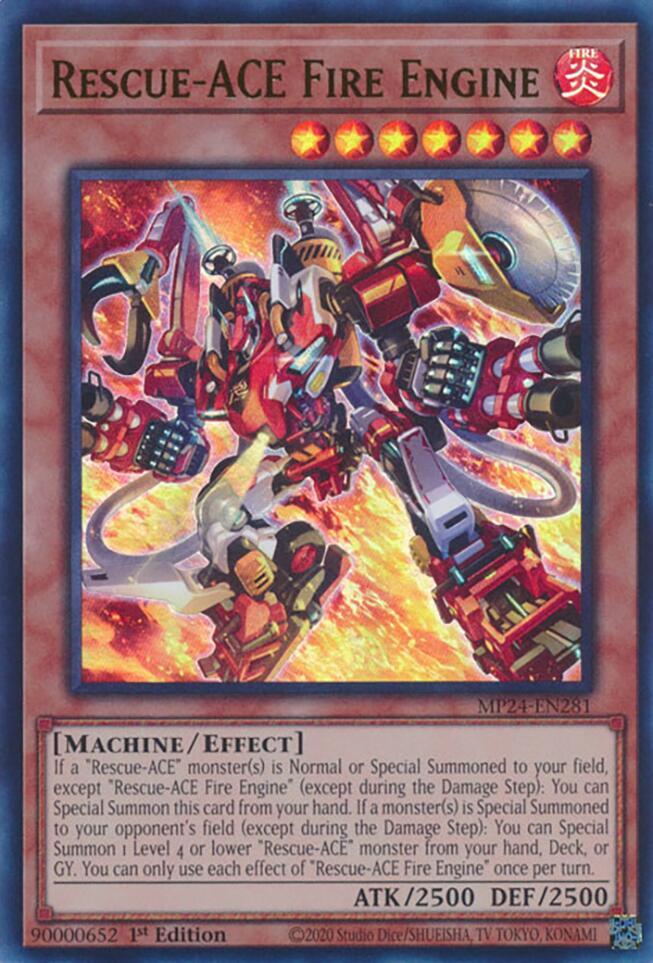 RESCUE-ACE FIRE ENGINE
FIRE
炎
MP24-EN281
[MACHINE/EFFECT]
If a "Rescue-ACE" monster(s) is Normal or Special Summoned to your field,
except "Rescue-ACE Fire Engine" (except during the Damage Step): You can
Special Summon this card from your hand. If a monster(s) is Special Summoned
to your opponent's field (except during the Damage Step): You can Special
Summon 1 Level 4 or lower "Rescue-ACE" monster from your hand, Deck, or
GY. You can only use each effect of "Rescue-ACE Fire Engine" once per turn.
ATK/2500 DEF/2500
90000652 1st Edition ©2020 Studio Dice/SHUEISHA, TV TOKYO, KONAMI